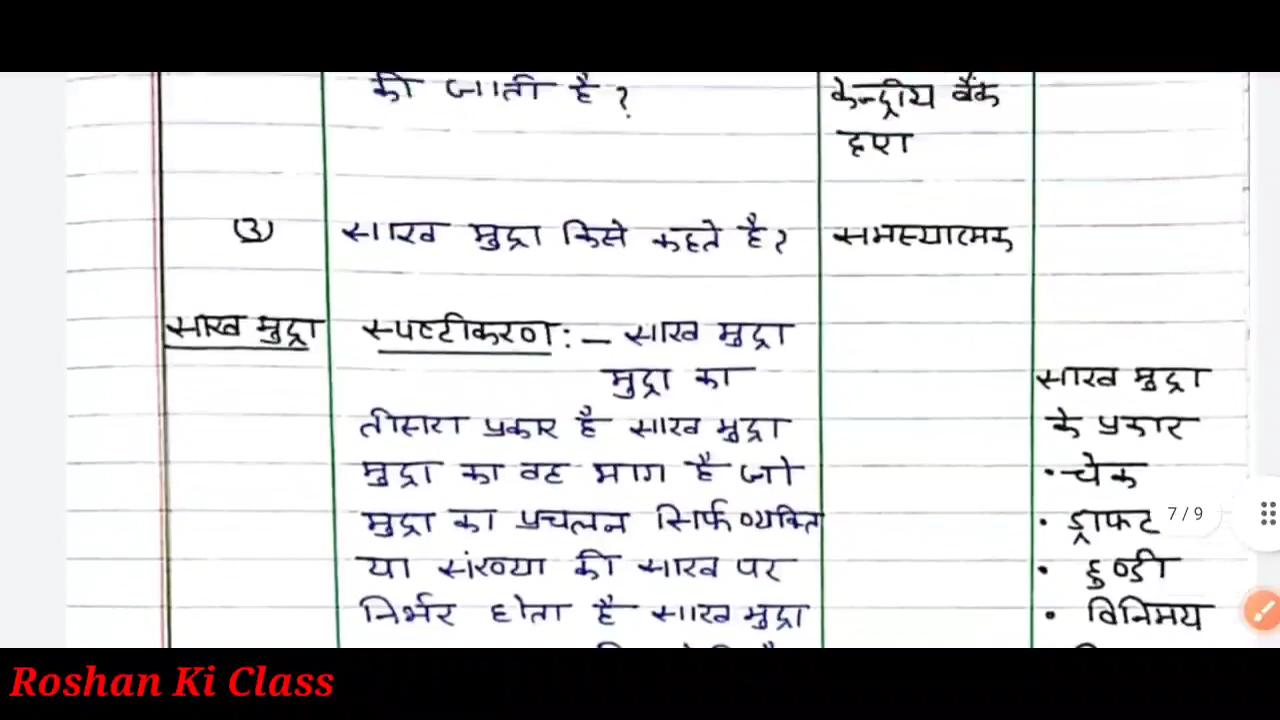 की जाती है?
केन्द्रीय बैंक
द्वारा
(3) साख मुद्रा किसे कहते है? समस्यात्मक
साख मुद्रा स्पष्टीकरण:- साख मुद्रा
मुद्रा का
साख मुद्रा
तीसरा प्रकार है साख मुद्रा
के प्रकार
मुद्रा का वह भाग है जो
·चेक
मुद्रा का प्रचलन सिर्फ व्यक्ति
· ड्राफ्ट
7/9
या संख्या की साख पर
· हुण्डी
निर्भर होता है साख मुद्रा
· विनिमय
Roshan Ki Class